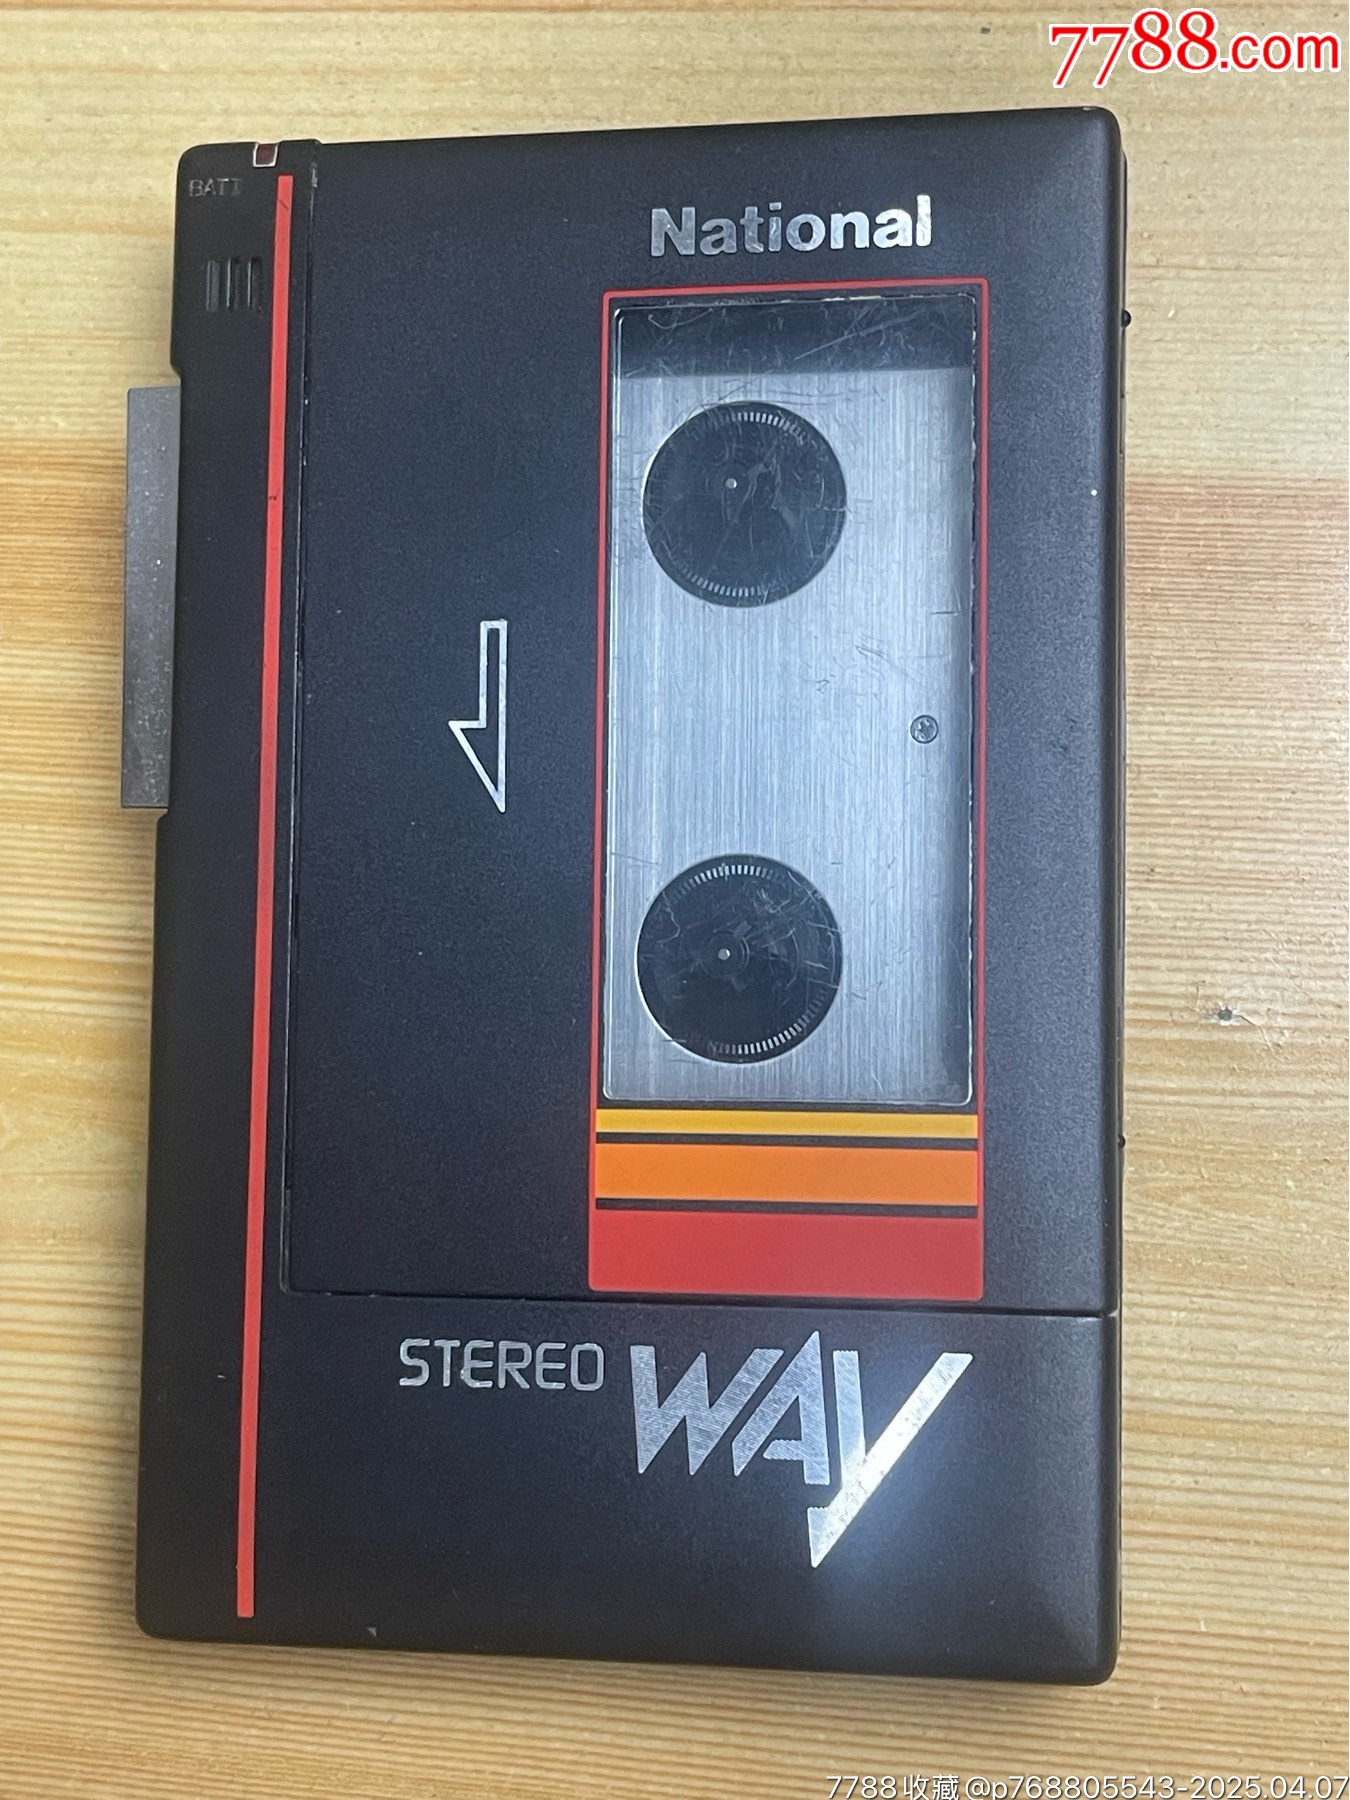 7788.com
BATT
National
STEREO WAY
7788收藏@p768805543-2025.04.07